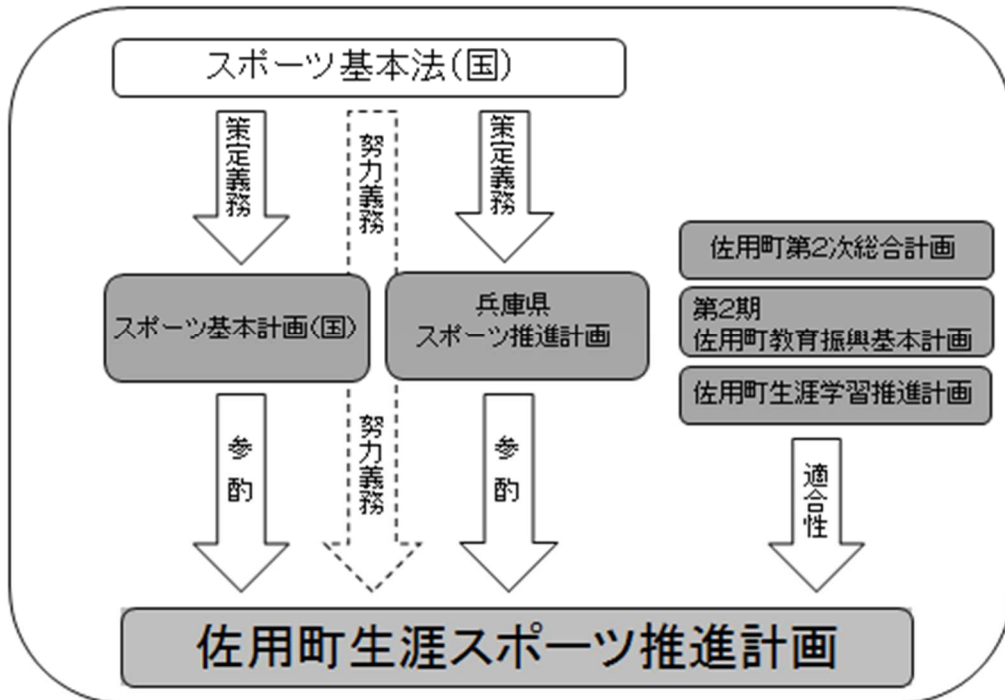 スポーツ基本法(国)
策定義務
努力義務
策定義務
佐用町第2次総合計画
スポーツ基本計画(国)
兵庫県
スポーツ推進計画
第2期
佐用町教育振興基本計画
佐用町生涯学習推進計画
参酌
努力義務
参酌
適合性
佐用町生涯スポーツ推進計画